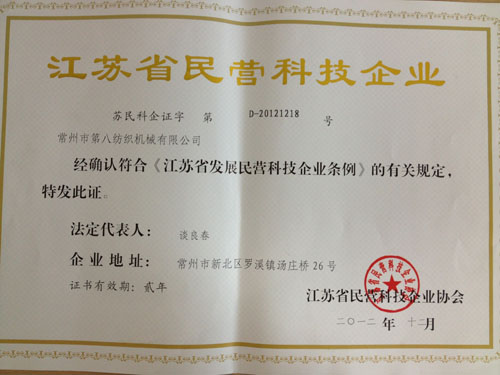 江苏省民营科技企业
苏民科企证字 第 D-20121218 号
常州市第八纺织机械有限公司
经确认符合《江苏省发展民营科技企业条例》的有关规定，
特发此证。
法定代表人： 谈良春
企业地址： 常州市新北区罗溪镇汤庄桥26号
证书有效期：贰年
江苏省民营科技企业协会
二〇一二 年 十二月